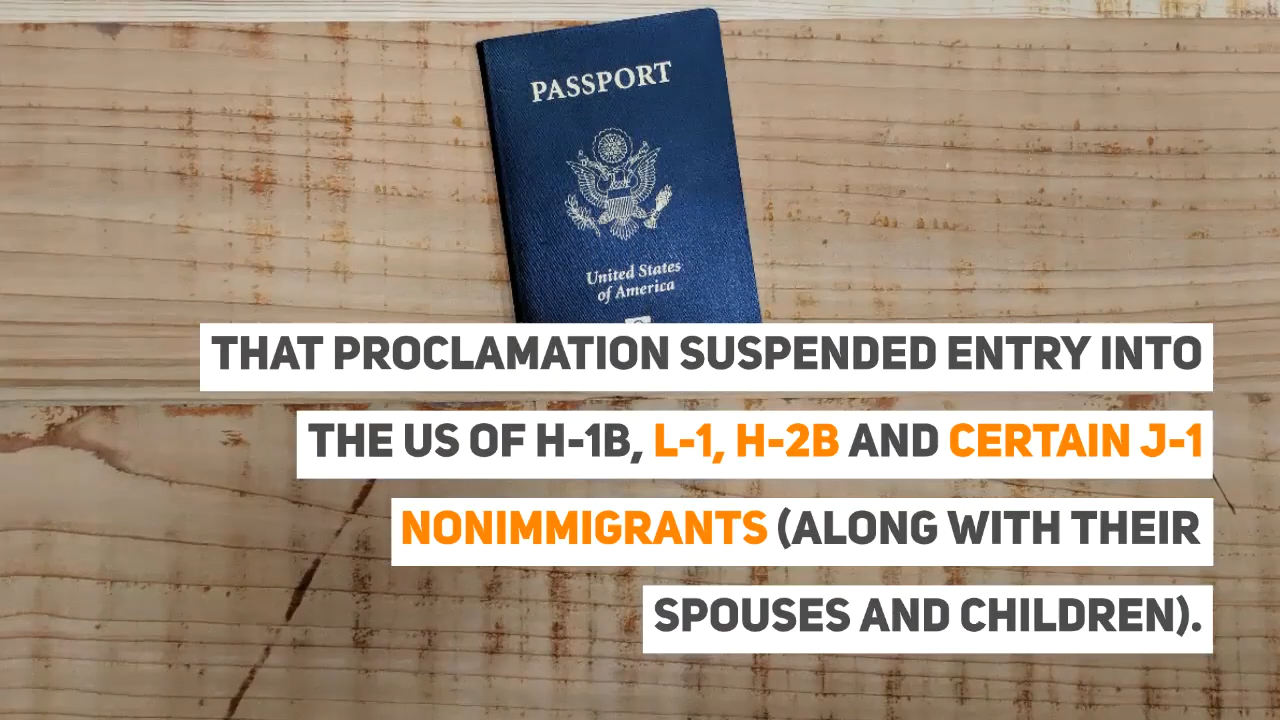 PASSPORT
United States
of America
THAT PROCLAMATION SUSPENDED ENTRY INTO
THE US OF H-1B, L-1, H-2B AND CERTAIN J-1
NONIMMIGRANTS (ALONG WITH THEIR
SPOUSES AND CHILDREN).